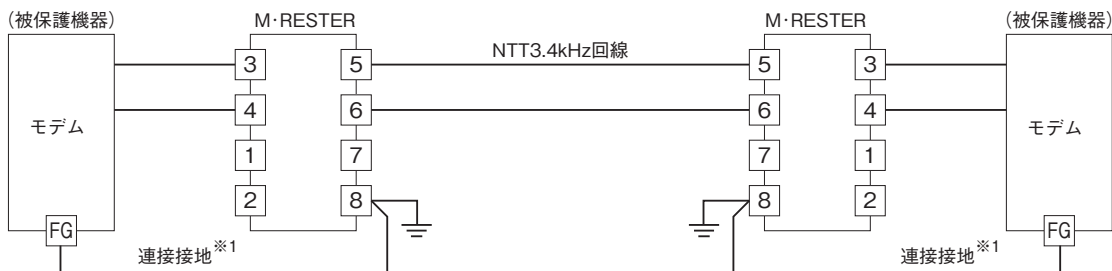 (被保護機器) M·RESTER M·RESTER (被保護機器)
NTT3.4kHz回線
3 5 5 3
4 6 6 4
モデム モデム
1 7 7 1
2 8 8 2
FG FG
連接接地※1 連接接地※1